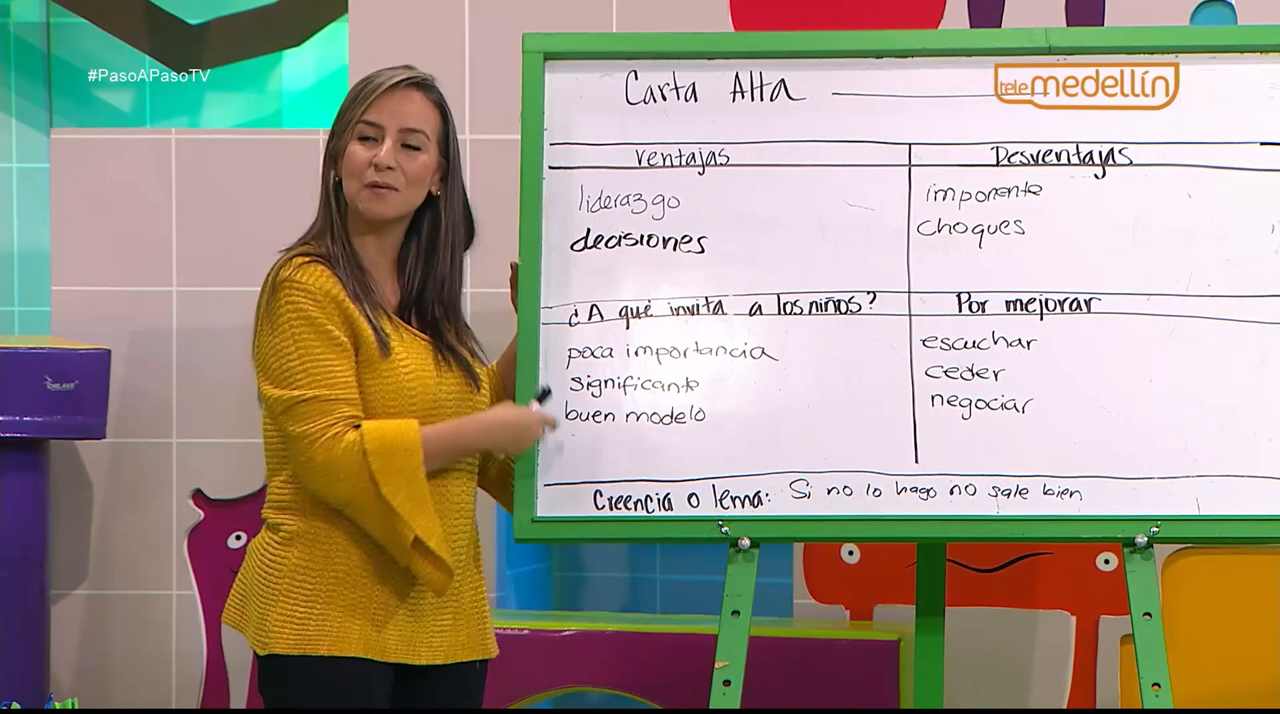 #PasoAPasoTV
telemedellín
Carta Alta
Ventajas
Desventajas
liderazgo
decisiones
imponente
choques
¿A qué invita a los niños?
Por mejorar
poca importancia
significante
buen modelo
escuchar
ceder
negociar
Creencia o lema: Si no lo hago no sale bien